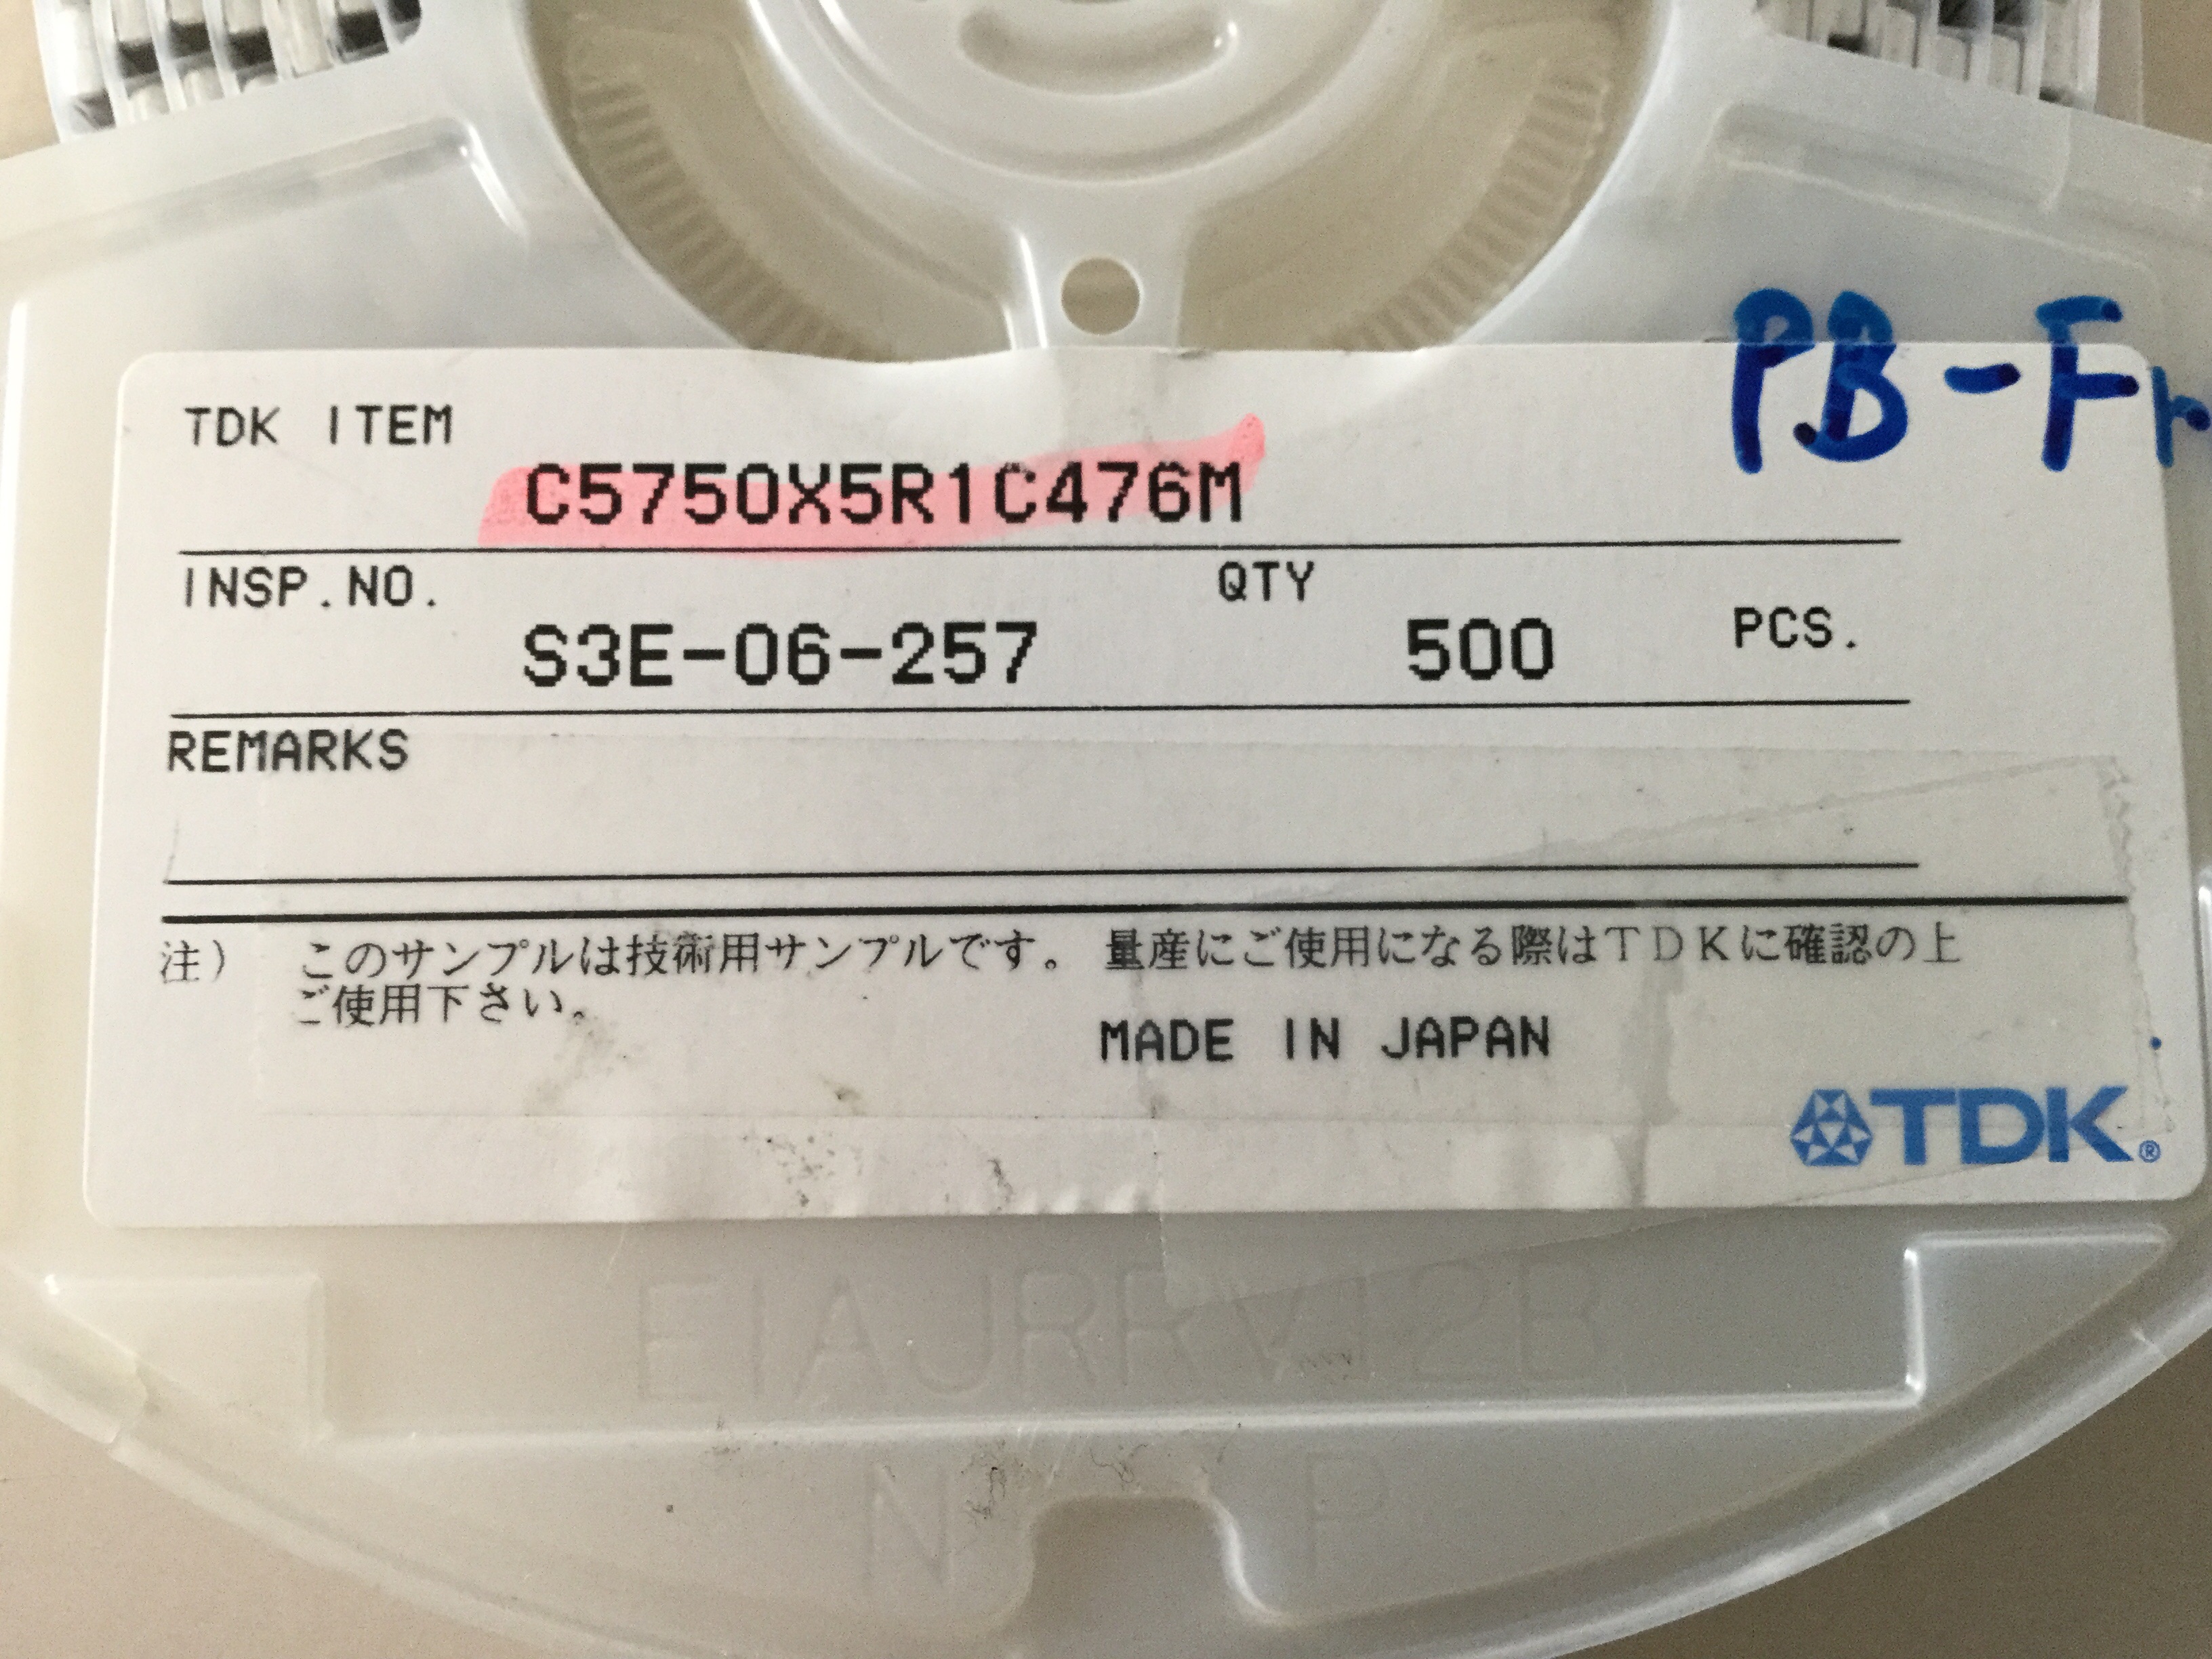 PB-Fr
TDK ITEM
C5750X5R1C476M
INSP.NO. QTY
S3E-06-257 500 PCS.
REMARKS
注) このサンプルは技術用サンプルです。 量産にご使用になる際はTDKに確認の上
ご使用下さい。
MADE IN JAPAN
TDK®
EIAJRRV12B
N P